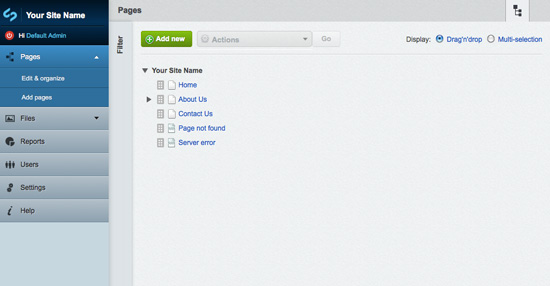 Your Site Name
Hi Default Admin
Pages
Edit & organize
Add pages
Files
Reports
Users
Settings
Help
Pages
Filter
Add new
Actions
Go
Display: Drag'n'drop Multi-selection
Your Site Name
Home
About Us
Contact Us
Page not found
Server error